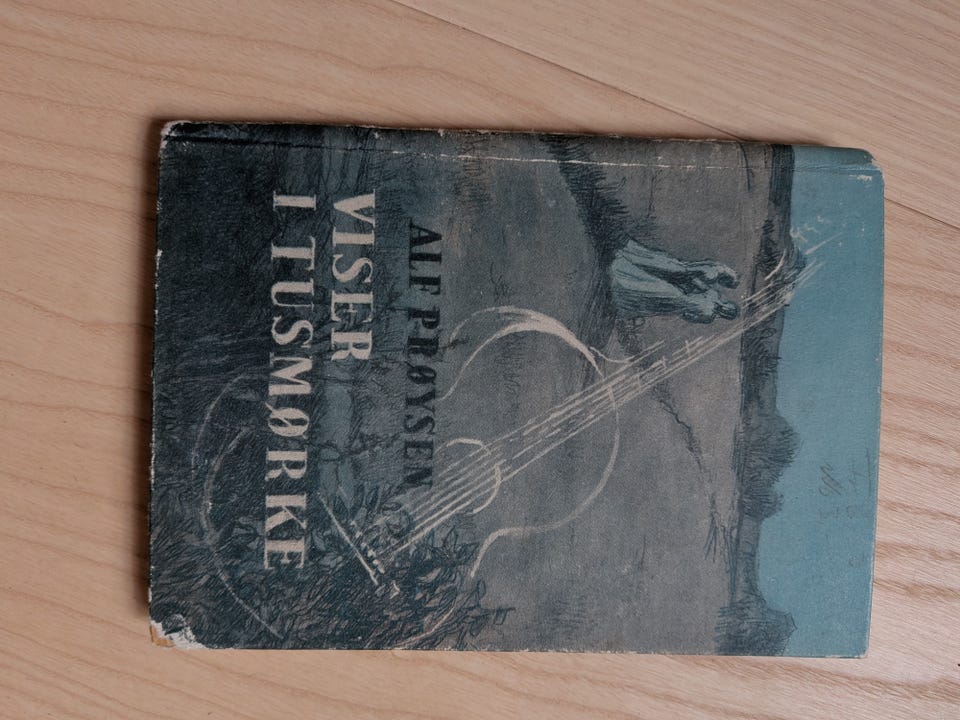 ALF PRØYSEN
VISER
I TUSMØRKE